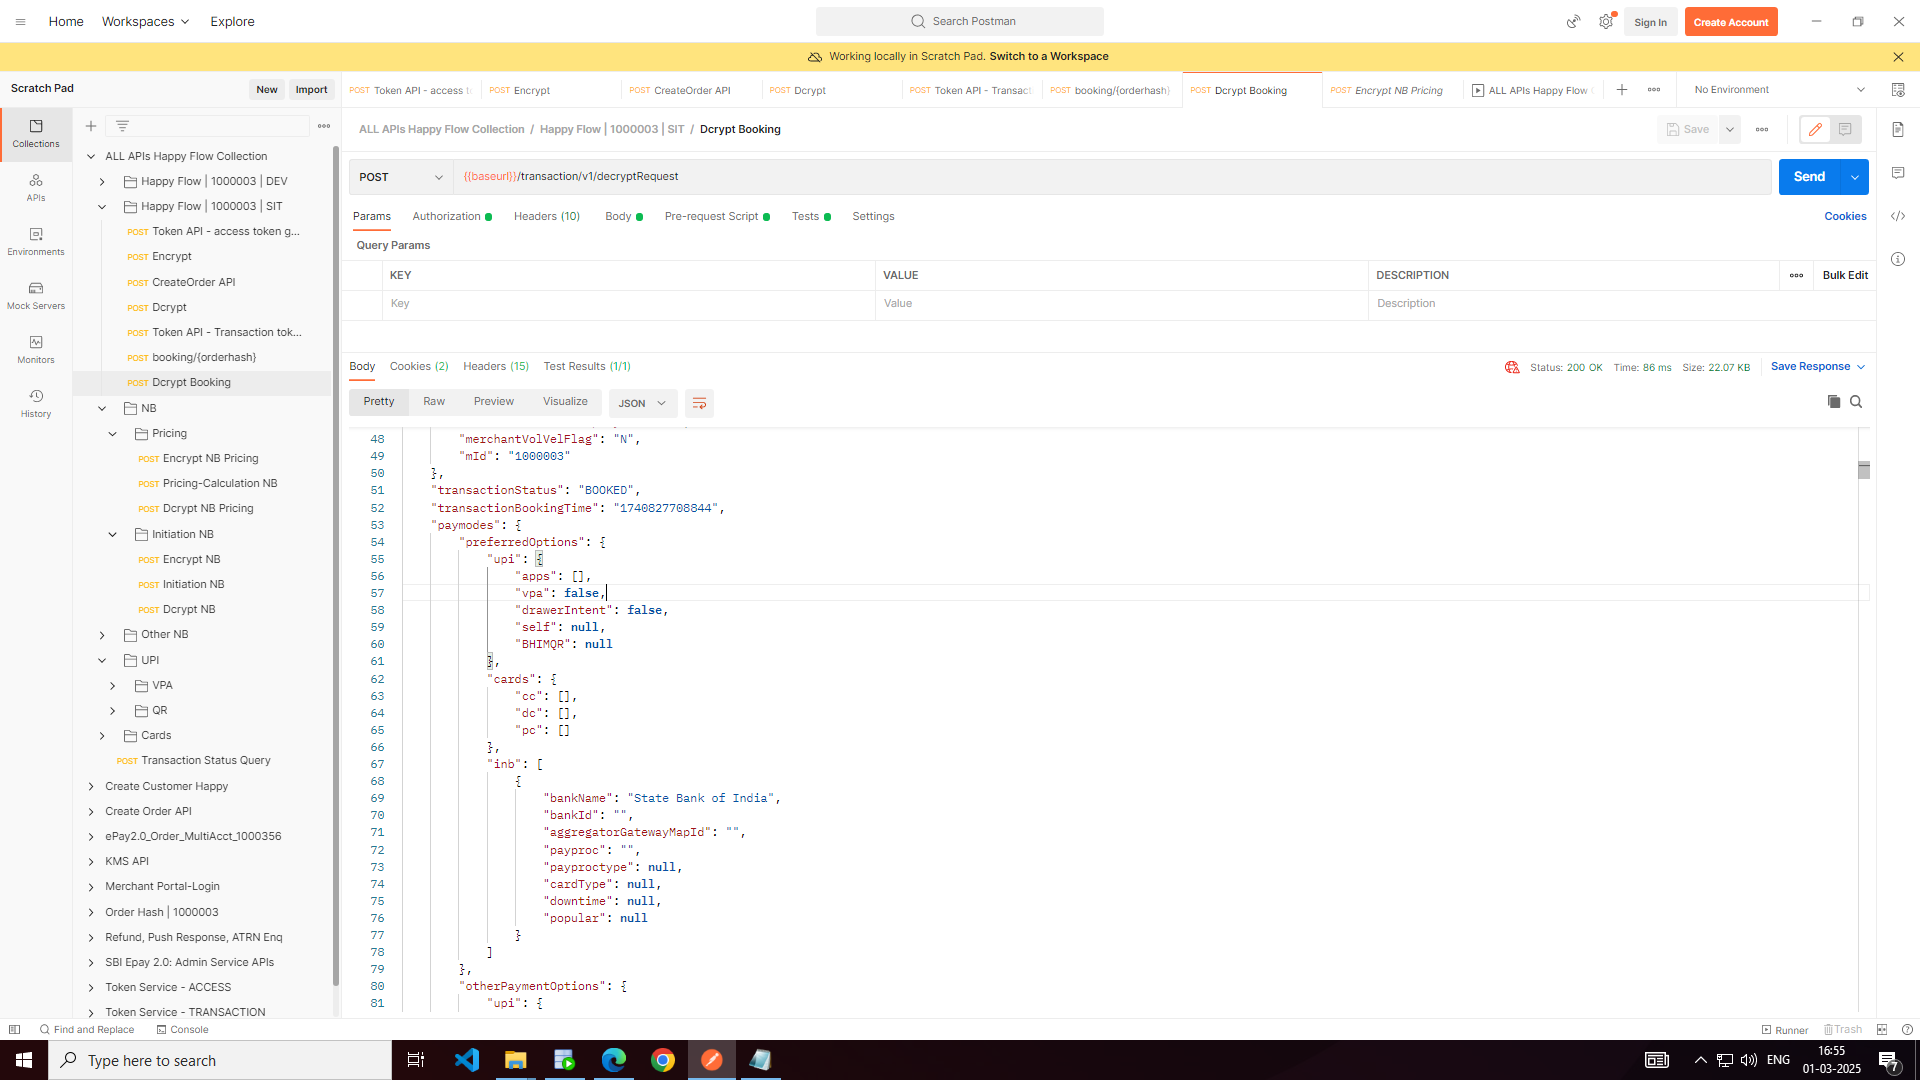 Home
Workspaces
Explore
Search Postman
Sign In
Create Account
Working locally in Scratch Pad. Switch to a Workspace
Scratch Pad
New
Import
POST Token API - access t
POST Encrypt
POST CreateOrder API
POST Dcrypt
POST Token API - Transac
POST booking/{orderhash}
POST Dcrypt Booking
POST Encrypt NB Pricing
ALL APIs Happy Flow
No Environment
ALL APIs Happy Flow Collection / Happy Flow | 1000003 | SIT / Dcrypt Booking
Save
POST
{{baseurl}}/transaction/v1/decryptRequest
Send
Params
Authorization
Headers (10)
Body
Pre-request Script
Tests
Settings
Cookies
Query Params
KEY
VALUE
DESCRIPTION
Bulk Edit
Key
Value
Description
Collections
APIs
Environments
Mock Servers
Monitors
History
ALL APIs Happy Flow Collection
Happy Flow | 1000003 | DEV
Happy Flow | 1000003 | SIT
POST Token API - access token g...
POST Encrypt
POST CreateOrder API
POST Dcrypt
POST Token API - Transaction tok...
POST booking/{orderhash}
POST Dcrypt Booking
NB
Pricing
POST Encrypt NB Pricing
POST Pricing-Calculation NB
POST Dcrypt NB Pricing
Initiation NB
POST Encrypt NB
POST Initiation NB
POST Dcrypt NB
Other NB
UPI
VPA
QR
Cards
POST Transaction Status Query
Create Customer Happy
Create Order API
ePay2.0_Order_MultiAcct_1000356
KMS API
Merchant Portal-Login
Order Hash | 1000003
Refund, Push Response, ATRN Enq
SBI Epay 2.0: Admin Service APIs
Token Service - ACCESS
Token Service - TRANSACTION
Body
Cookies (2)
Headers (15)
Test Results (1/1)
Status: 200 OK
Time: 86 ms
Size: 22.07 KB
Save Response
Pretty
Raw
Preview
Visualize
JSON
48 "merchantVolVelFlag": "N",
49 "mId": "1000003"
50 },
51 "transactionStatus": "BOOKED",
52 "transactionBookingTime": "1740827708844",
53 "paymodes": {
54 "preferredOptions": {
55 "upi": {
56 "apps": [],
57 "vpa": false,
58 "drawerIntent": false,
59 "self": null,
60 "BHIMQR": null
61 },
62 "cards": {
63 "cc": [],
64 "dc": [],
65 "pc": []
66 },
67 "inb": [
68 {
69 "bankName": "State Bank of India",
70 "bankId": "",
71 "aggregatorGatewayMapId": "",
72 "payproc": "",
73 "payproctype": null,
74 "cardType": null,
75 "downtime": null,
76 "popular": null
77 }
78 ]
79 },
80 "otherPaymentOptions": {
81 "upi": {
Find and Replace
Console
Runner
Trash
Type here to search
ENG
16:55
01-03-2025
7